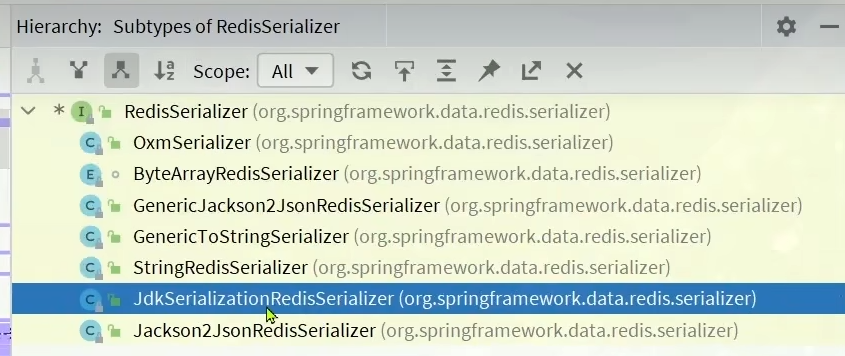 Hierarchy: Subtypes of RedisSerializer
Scope: All
* I RedisSerializer (org.springframework.data.redis.serializer)
C OxmSerializer (org.springframework.data.redis.serializer)
E ByteArrayRedisSerializer (org.springframework.data.redis.serializer)
C GenericJackson2JsonRedisSerializer (org.springframework.data.redis.serializer)
C GenericToStringSerializer (org.springframework.data.redis.serializer)
C StringRedisSerializer (org.springframework.data.redis.serializer)
C JdkSerializationRedisSerializer (org.springframework.data.redis.serializer)
C Jackson2JsonRedisSerializer (org.springframework.data.redis.serializer)